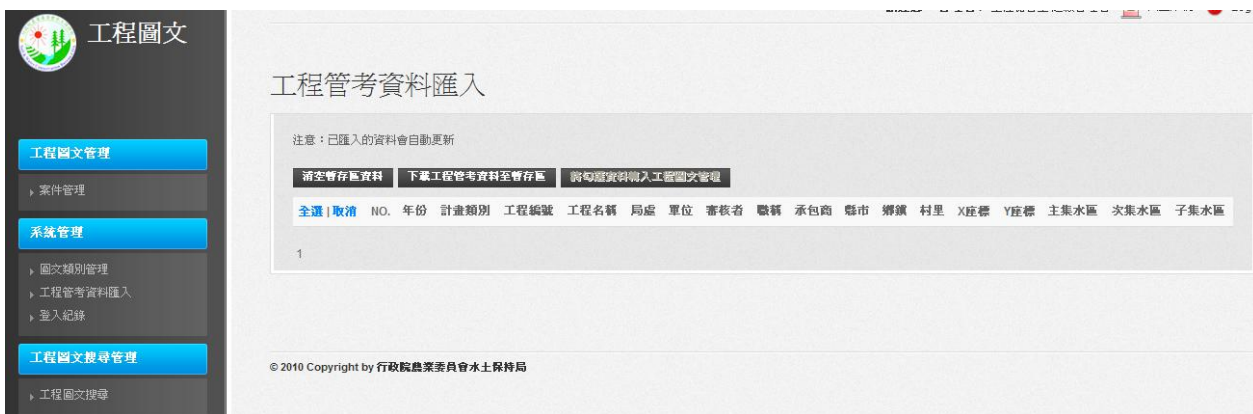 工程圖文
工程圖文管理
案件管理
系統管理
圖文類別管理
工程管考資料匯入
登入紀錄
工程圖文搜尋管理
工程圖文搜尋
工程管考資料匯入
注意：已匯入的資料會自動更新
清空暫存區資料 下載工程管考資料至暫存區 將勾選資料轉入工程圖文管理
全選 | 取消 NO. 年份 計畫類別 工程編號 工程名稱 局處 單位 審核者 職稱 承包商 縣市 鄉鎮 村里 X座標 Y座標 主集水區 次集水區 子集水區
1
© 2010 Copyright by 行政院農業委員會水土保持局